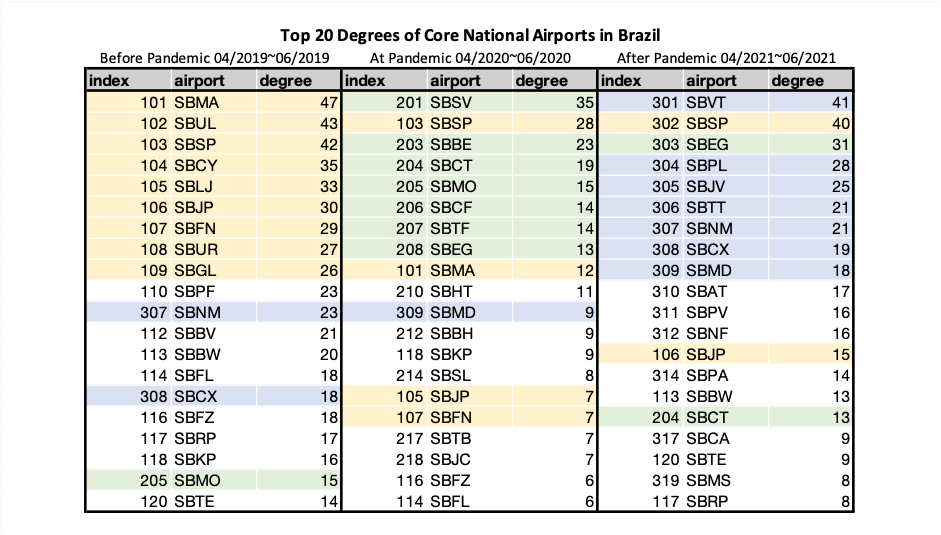 Top 20 Degrees of Core National Airports in Brazil
Before Pandemic 04/2019~06/2019 At Pandemic 04/2020~06/2020 After Pandemic 04/2021~06/2021
index airport degree index airport degree index airport degree
101 SBMA 47 201 SBSV 35 301 SBVT 41
102 SBUL 43 103 SBSP 28 302 SBSP 40
103 SBSP 42 203 SBBE 23 303 SBEG 31
104 SBCY 35 204 SBCT 19 304 SBPL 28
105 SBLJ 33 205 SBMO 15 305 SBJV 25
106 SBJP 30 206 SBCF 14 306 SBTT 21
107 SBFN 29 207 SBTF 14 307 SBNM 21
108 SBUR 27 208 SBEG 13 308 SBCX 19
109 SBGL 26 101 SBMA 12 309 SBMD 18
110 SBPF 23 210 SBHT 11 310 SBAT 17
307 SBNM 23 309 SBMD 9 311 SBPV 16
112 SBBV 21 212 SBBH 9 312 SBNF 16
113 SBBW 20 118 SBKP 9 106 SBJP 15
114 SBFL 18 214 SBSL 8 314 SBPA 14
308 SBCX 18 105 SBJP 7 113 SBBW 13
116 SBFZ 18 107 SBFN 7 204 SBCT 13
117 SBRP 17 217 SBTB 7 317 SBCA 9
118 SBKP 16 218 SBJC 7 120 SBTE 9
205 SBMO 15 116 SBFZ 6 319 SBMS 8
120 SBTE 14 114 SBFL 6 117 SBRP 8